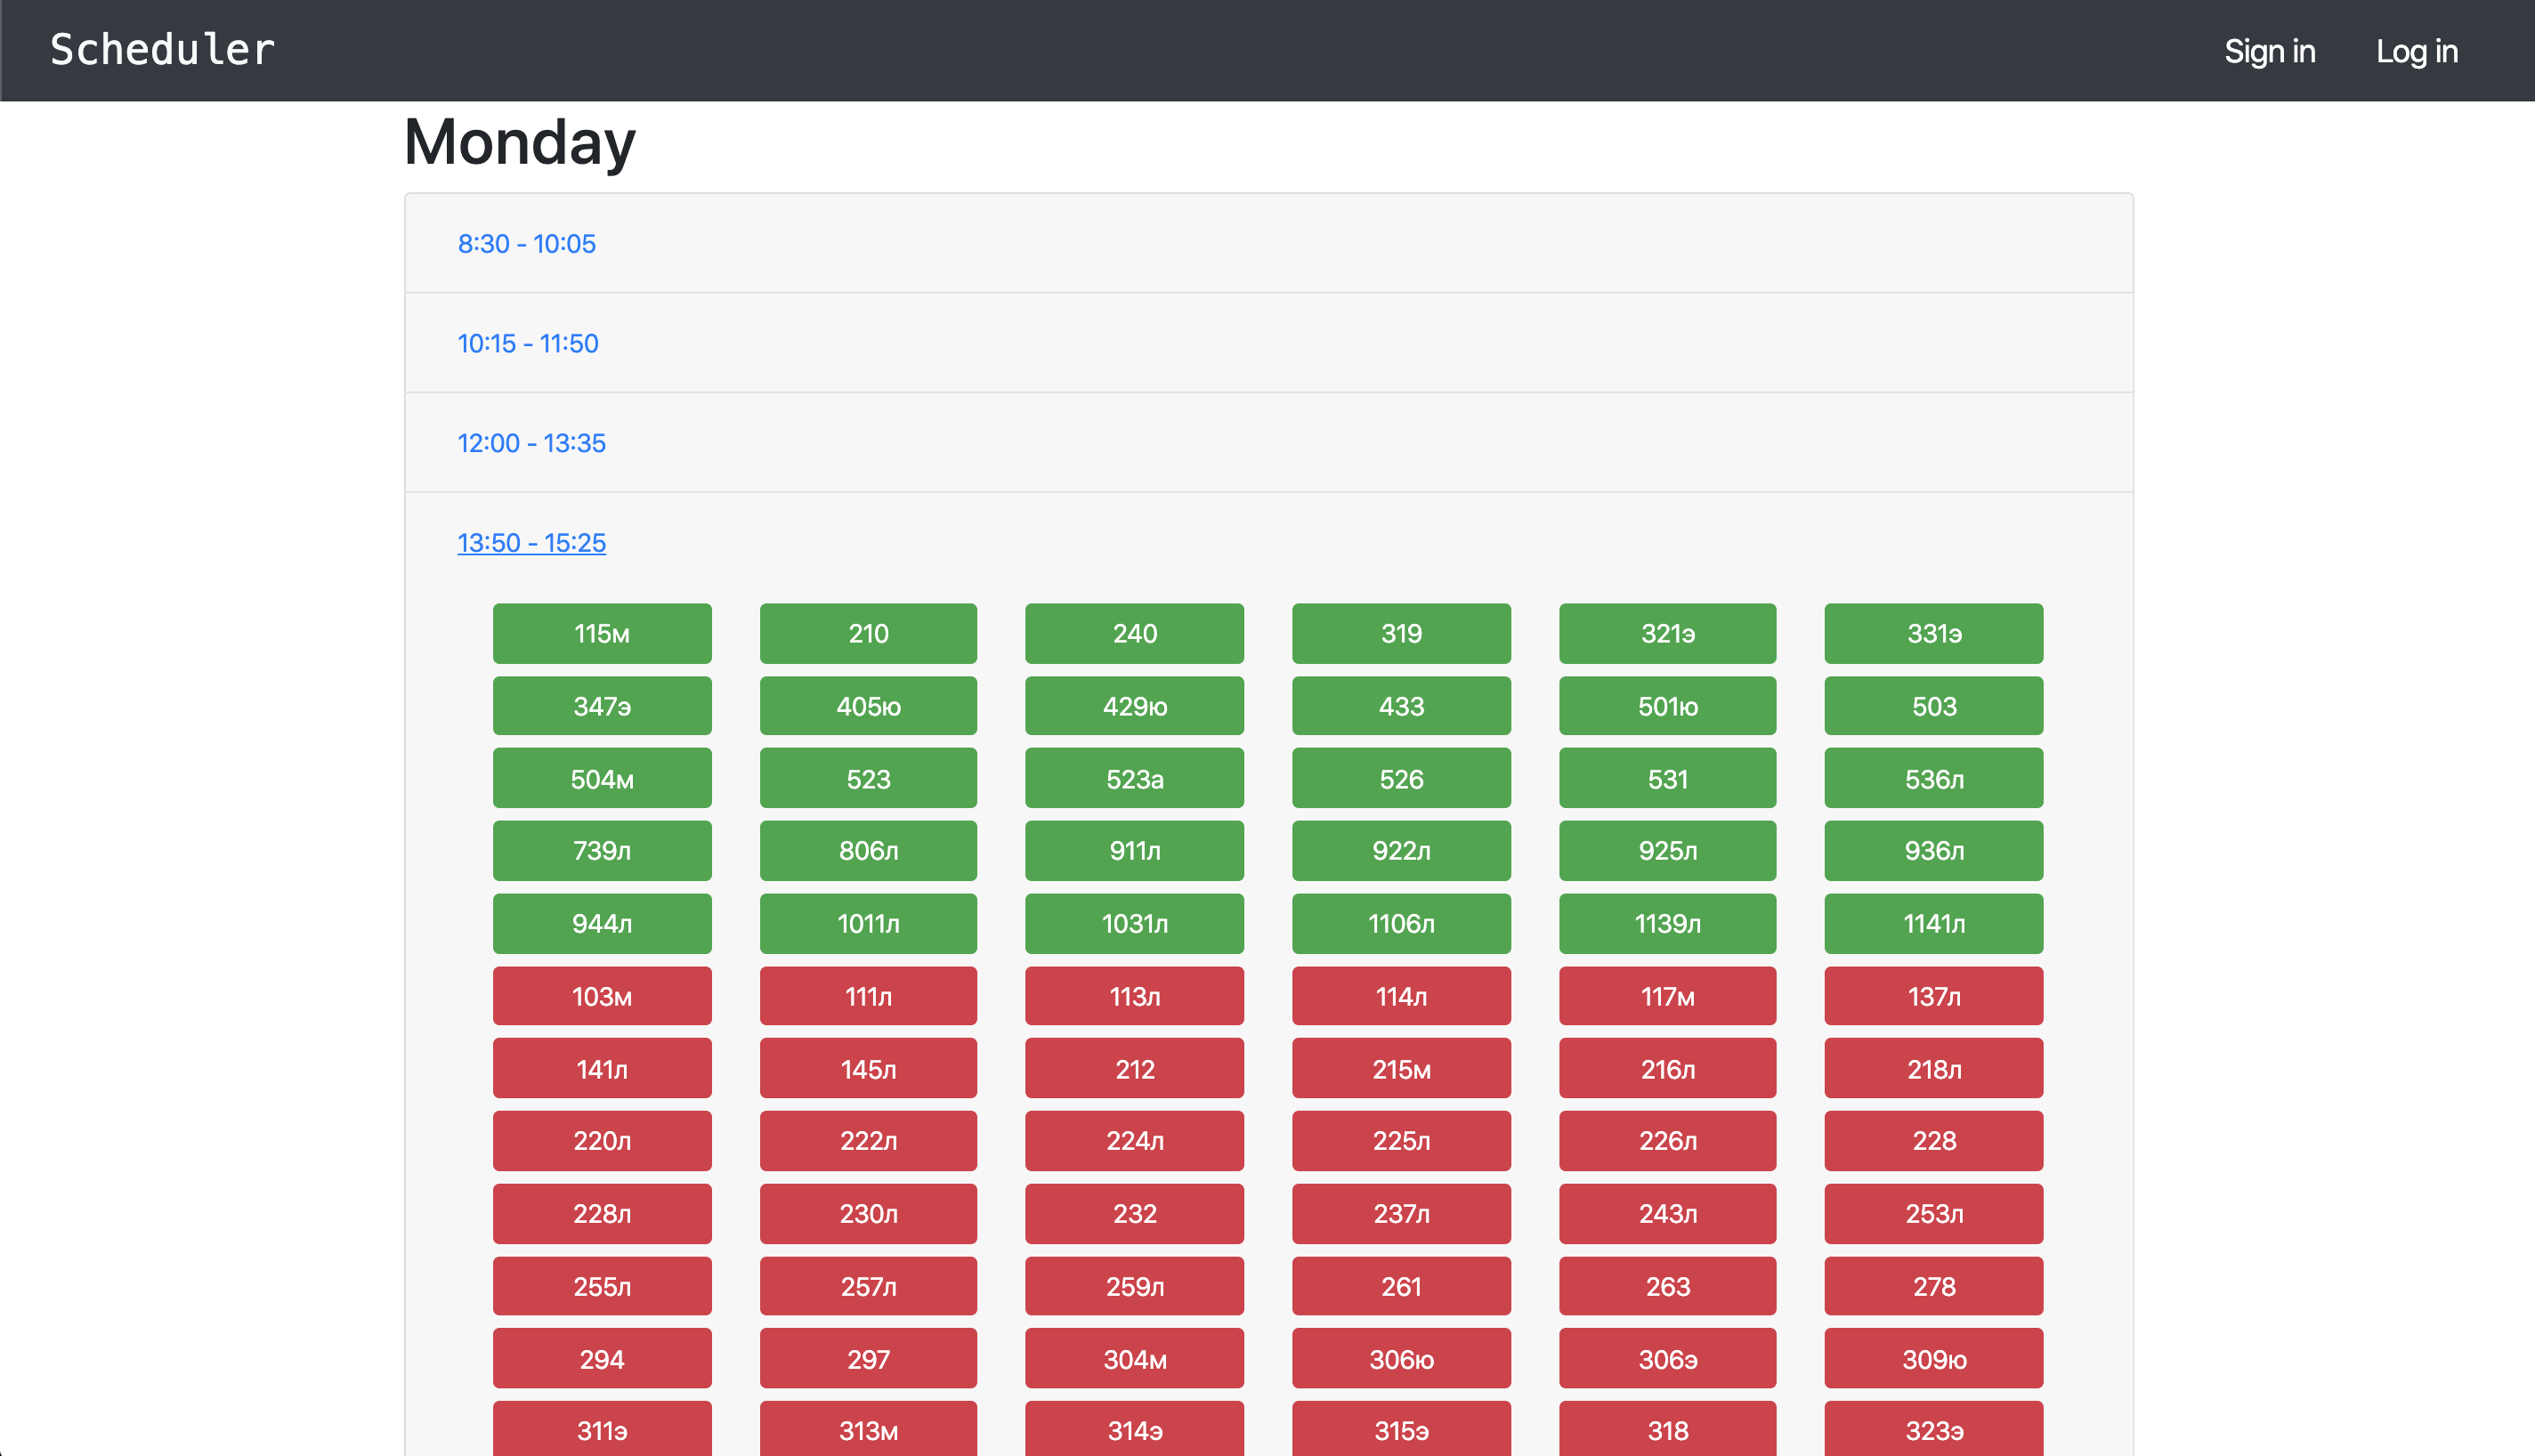 Scheduler Sign in Log in
Monday
8:30 - 10:05
10:15 - 11:50
12:00 - 13:35
13:50 - 15:25
115м 210 240 319 321э 331э
347э 405ю 429ю 433 501ю 503
504м 523 523а 526 531 536л
739л 806л 911л 922л 925л 936л
944л 1011л 1031л 1106л 1139л 1141л
103м 111л 113л 114л 117м 137л
141л 145л 212 215м 216л 218л
220л 222л 224л 225л 226л 228
228л 230л 232 237л 243л 253л
255л 257л 259л 261 263 278
294 297 304м 306ю 306э 309ю
311э 313м 314э 315э 318 323э